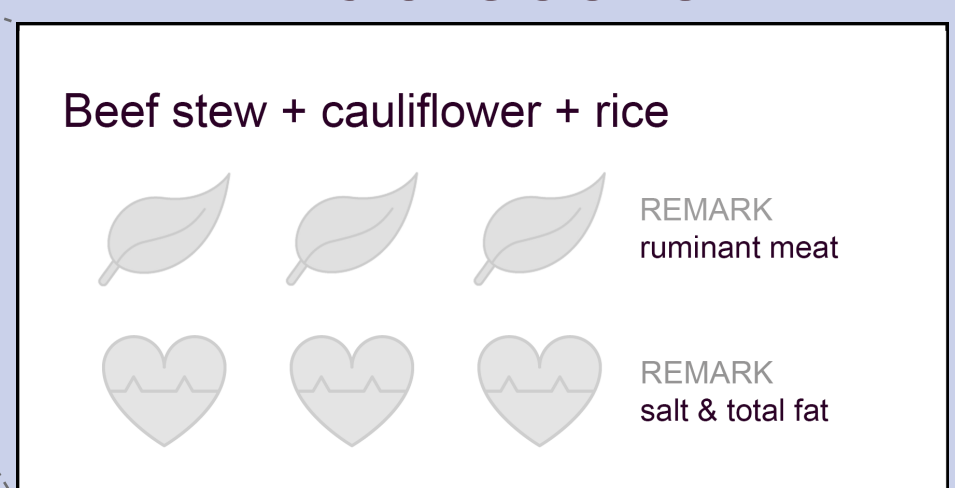 Beef stew + cauliflower + rice
REMARK
ruminant meat
REMARK
salt & total fat